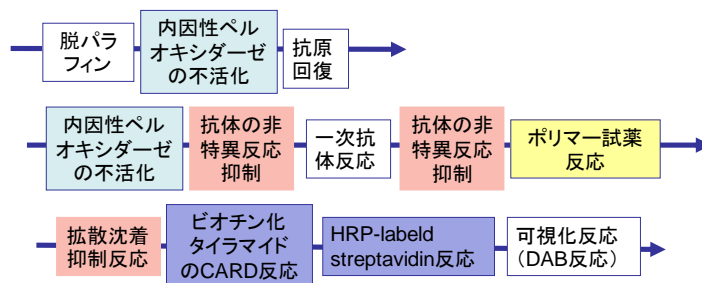 脱パラ
フィン
内因性ペル
オキシダーゼ
の不活化
抗原
回復
内因性ペル
オキシダーゼ
の不活化
抗体の非
特異反応
抑制
一次抗
体反応
抗体の非
特異反応
抑制
ポリマー試薬
反応
拡散沈着
抑制反応
ビオチン化
タイラマイド
のCARD反応
HRP-labeld
streptavidin反応
可視化反応
（DAB反応）